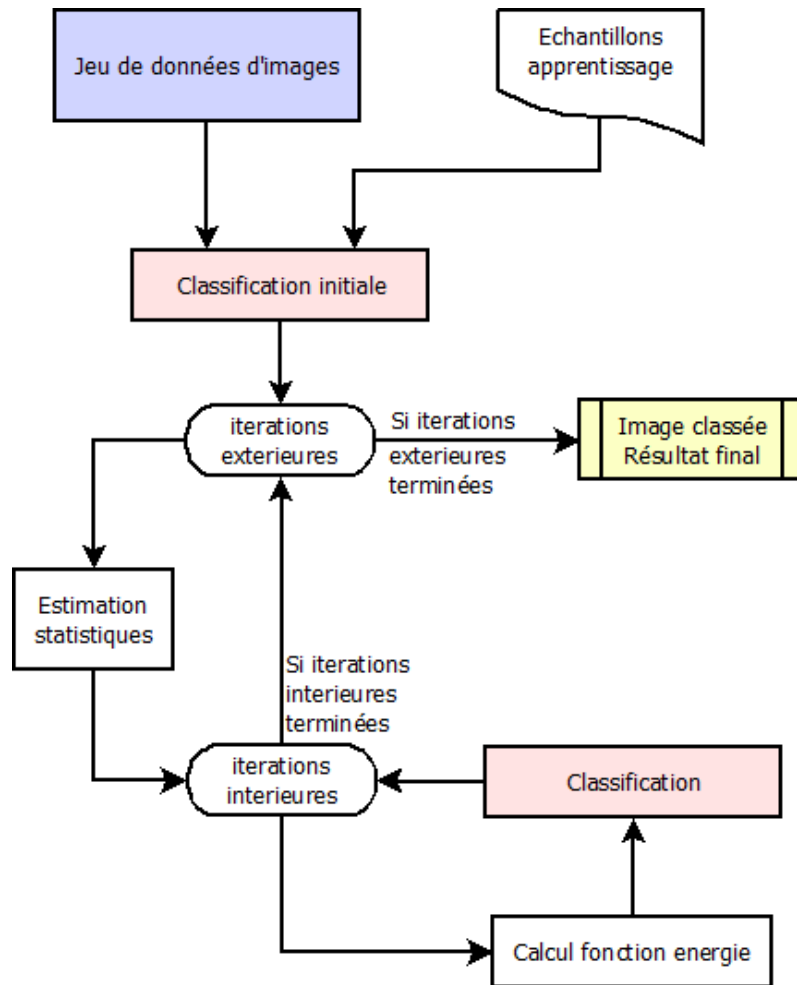 Jeu de données d'images
Echantillons
apprentissage
Classification initiale
iterations
exterieures
Si iterations
exterieures
terminées
Image classée
Résultat final
Estimation
statistiques
Si iterations
interieures
terminées
iterations
interieures
Classification
Calcul fonction energie